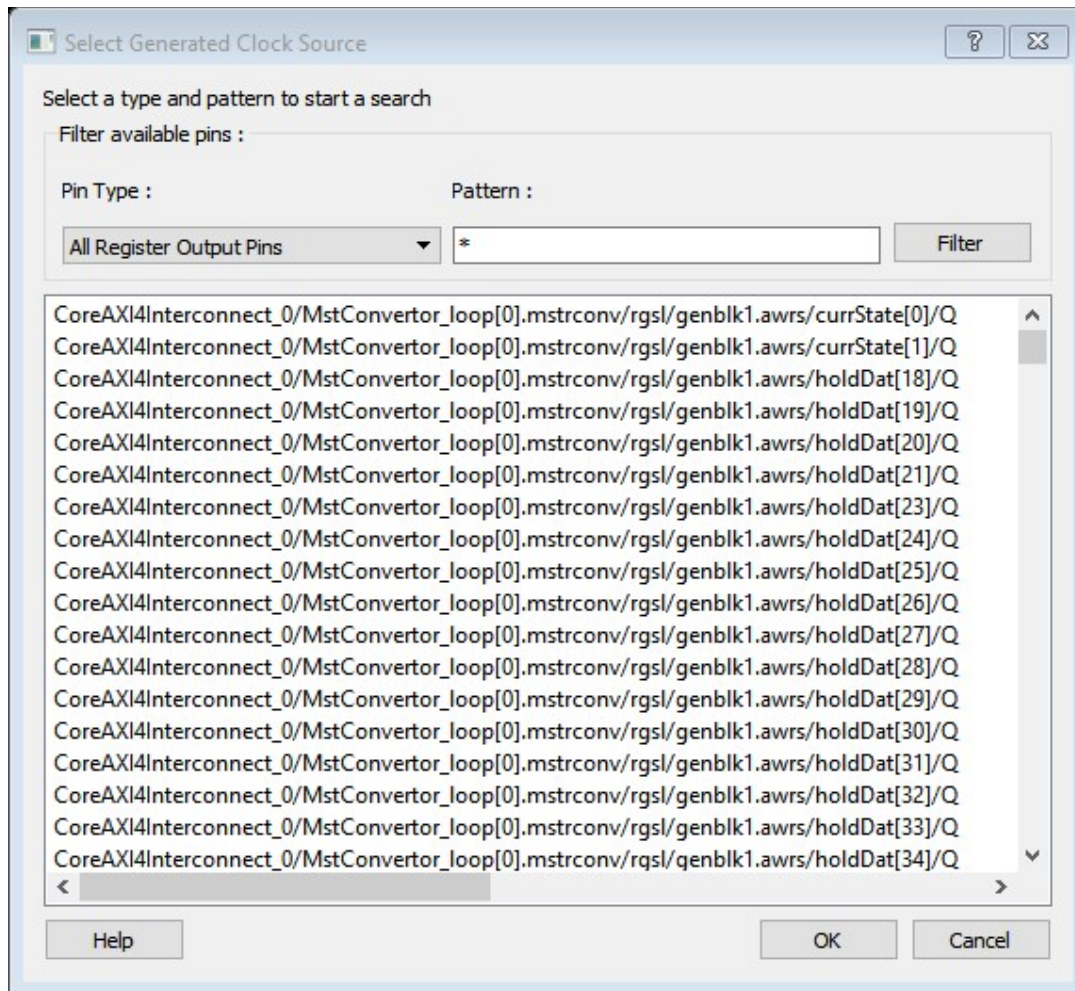 Select Generated Clock Source
Select a type and pattern to start a search
Filter available pins :
Pin Type : Pattern :
All Register Output Pins * Filter
CoreAXI4Interconnect_0/MstConvertor_loop[0].mstrconv/rgsl/genblk1.awrs/currState[0]/Q
CoreAXI4Interconnect_0/MstConvertor_loop[0].mstrconv/rgsl/genblk1.awrs/currState[1]/Q
CoreAXI4Interconnect_0/MstConvertor_loop[0].mstrconv/rgsl/genblk1.awrs/holdDat[18]/Q
CoreAXI4Interconnect_0/MstConvertor_loop[0].mstrconv/rgsl/genblk1.awrs/holdDat[19]/Q
CoreAXI4Interconnect_0/MstConvertor_loop[0].mstrconv/rgsl/genblk1.awrs/holdDat[20]/Q
CoreAXI4Interconnect_0/MstConvertor_loop[0].mstrconv/rgsl/genblk1.awrs/holdDat[21]/Q
CoreAXI4Interconnect_0/MstConvertor_loop[0].mstrconv/rgsl/genblk1.awrs/holdDat[23]/Q
CoreAXI4Interconnect_0/MstConvertor_loop[0].mstrconv/rgsl/genblk1.awrs/holdDat[24]/Q
CoreAXI4Interconnect_0/MstConvertor_loop[0].mstrconv/rgsl/genblk1.awrs/holdDat[25]/Q
CoreAXI4Interconnect_0/MstConvertor_loop[0].mstrconv/rgsl/genblk1.awrs/holdDat[26]/Q
CoreAXI4Interconnect_0/MstConvertor_loop[0].mstrconv/rgsl/genblk1.awrs/holdDat[27]/Q
CoreAXI4Interconnect_0/MstConvertor_loop[0].mstrconv/rgsl/genblk1.awrs/holdDat[28]/Q
CoreAXI4Interconnect_0/MstConvertor_loop[0].mstrconv/rgsl/genblk1.awrs/holdDat[29]/Q
CoreAXI4Interconnect_0/MstConvertor_loop[0].mstrconv/rgsl/genblk1.awrs/holdDat[30]/Q
CoreAXI4Interconnect_0/MstConvertor_loop[0].mstrconv/rgsl/genblk1.awrs/holdDat[31]/Q
CoreAXI4Interconnect_0/MstConvertor_loop[0].mstrconv/rgsl/genblk1.awrs/holdDat[32]/Q
CoreAXI4Interconnect_0/MstConvertor_loop[0].mstrconv/rgsl/genblk1.awrs/holdDat[33]/Q
CoreAXI4Interconnect_0/MstConvertor_loop[0].mstrconv/rgsl/genblk1.awrs/holdDat[34]/Q
Help OK Cancel